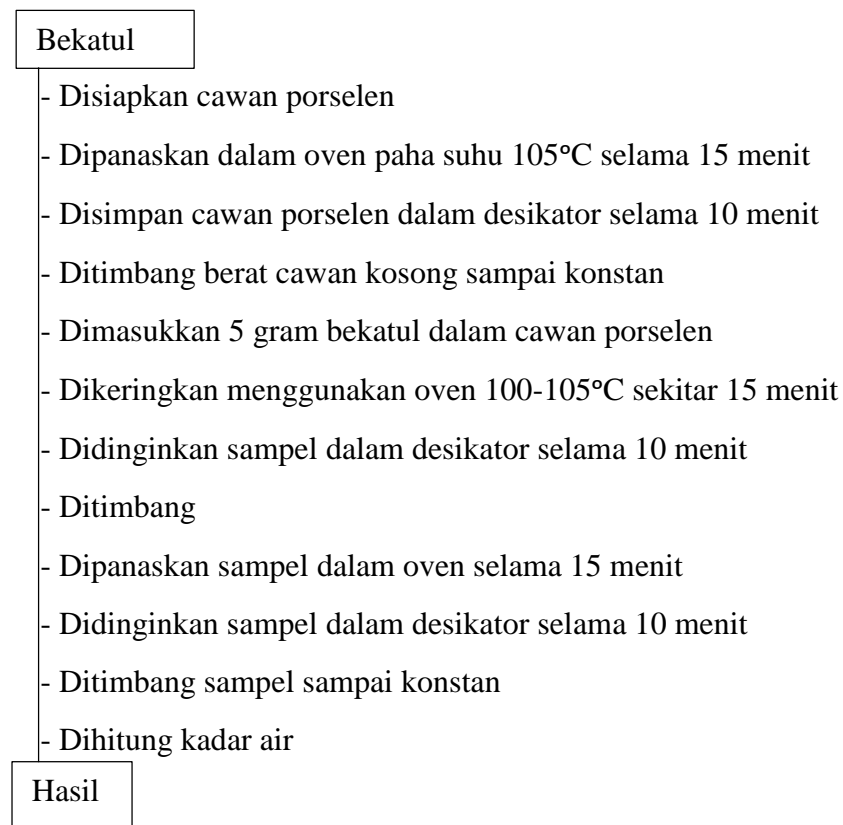 Bekatul
- Disiapkan cawan porselen
- Dipanaskan dalam oven paha suhu 105°C selama 15 menit
- Disimpan cawan porselen dalam desikator selama 10 menit
- Ditimbang berat cawan kosong sampai konstan
- Dimasukkan 5 gram bekatul dalam cawan porselen
- Dikeringkan menggunakan oven 100-105°C sekitar 15 menit
- Didinginkan sampel dalam desikator selama 10 menit
- Ditimbang
- Dipanaskan sampel dalam oven selama 15 menit
- Didinginkan sampel dalam desikator selama 10 menit
- Ditimbang sampel sampai konstan
- Dihitung kadar air
Hasil